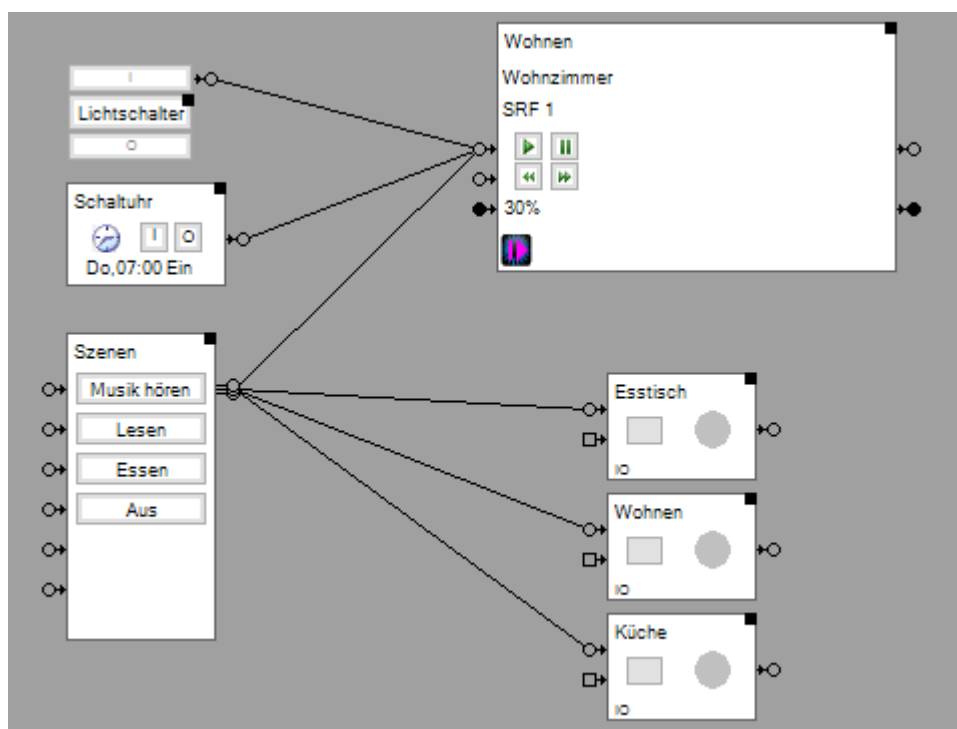 I
Lichtschalter
O
Schaltuhr
I O
Do,07:00 Ein
Szenen
Musik hören
Lesen
Essen
Aus
Wohnen
Wohnzimmer
SRF 1
30%
Esstisch
IO
Wohnen
IO
Küche
IO